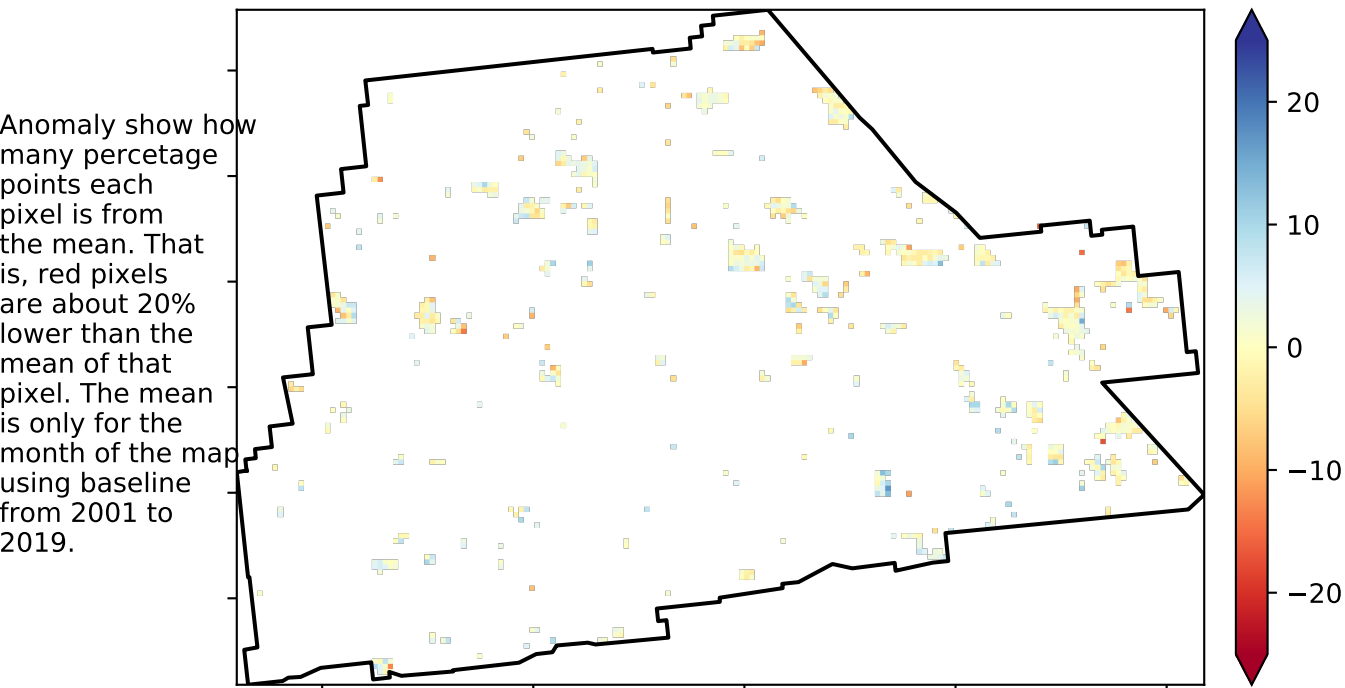 Anomaly show how
many percetage
points each
pixel is from
the mean. That
is, red pixels
are about 20%
lower than the
mean of that
pixel. The mean
is only for the
month of the map
using baseline
from 2001 to
2019.
20
10
0
−10
−20